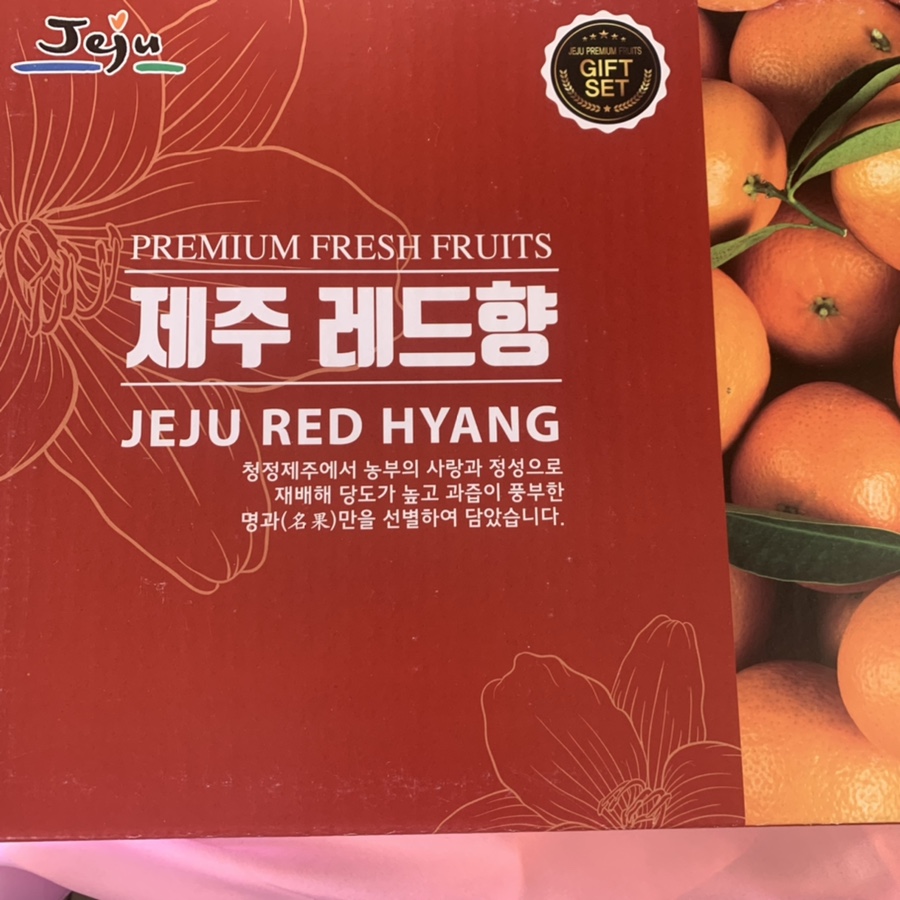 Jeju
JEJU PREMIUM FRUITS
GIFT
SET
PREMIUM FRESH FRUITS
제주 레드향
JEJU RED HYANG
청정제주에서 농부의 사랑과 정성으로
재배해 당도가 높고 과즙이 풍부한
명과(名果)만을 선별하여 담았습니다.